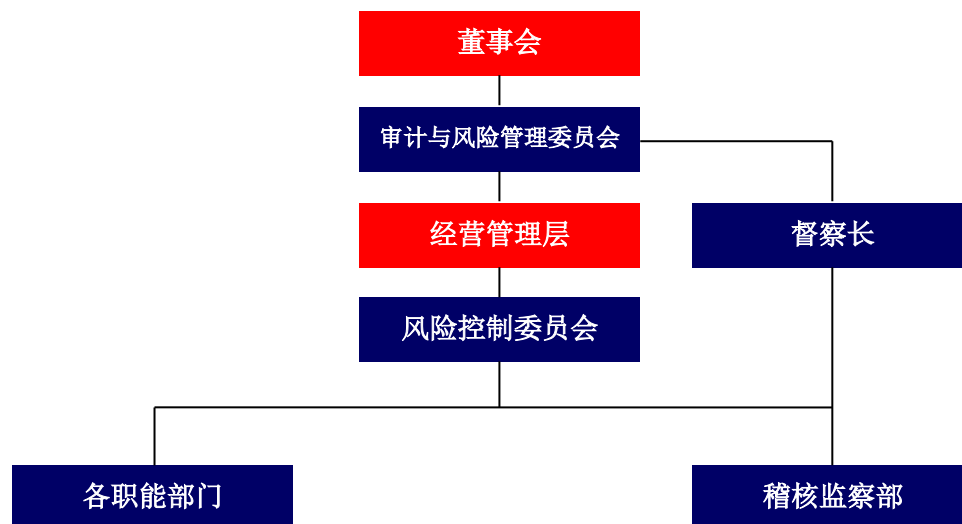 董事会
审计与风险管理委员会
经营管理层
督察长
风险控制委员会
各职能部门
稽核监察部